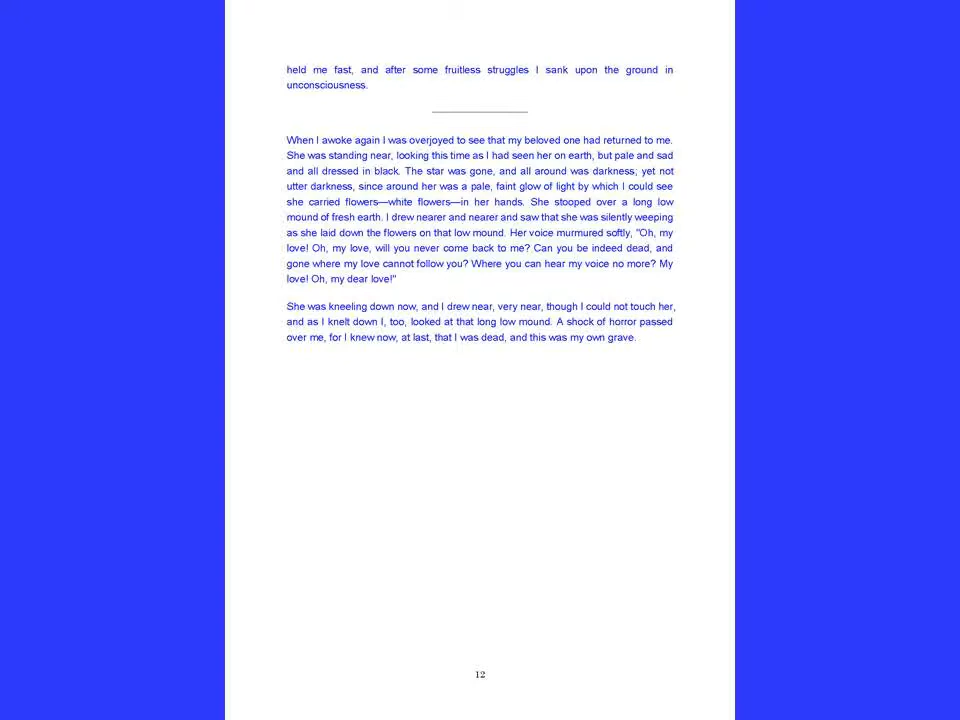 held me fast, and after some fruitless struggles I sank upon the ground in
unconsciousness.
When I awoke again I was overjoyed to see that my beloved one had returned to me.
She was standing near, looking this time as I had seen her on earth, but pale and sad
and all dressed in black. The star was gone, and all around was darkness; yet not
utter darkness, since around her was a pale, faint glow of light by which I could see
she carried flowers—white flowers—in her hands. She stooped over a long low
mound of fresh earth. I drew nearer and nearer and saw that she was silently weeping
as she laid down the flowers on that low mound. Her voice murmured softly, "Oh, my
love! Oh, my love, will you never come back to me? Can you be indeed dead, and
gone where my love cannot follow you? Where you can hear my voice no more? My
love! Oh, my dear love!"
She was kneeling down now, and I drew near, very near, though I could not touch her,
and as I knelt down I, too, looked at that long low mound. A shock of horror passed
over me, for I knew now, at last, that I was dead, and this was my own grave.
12